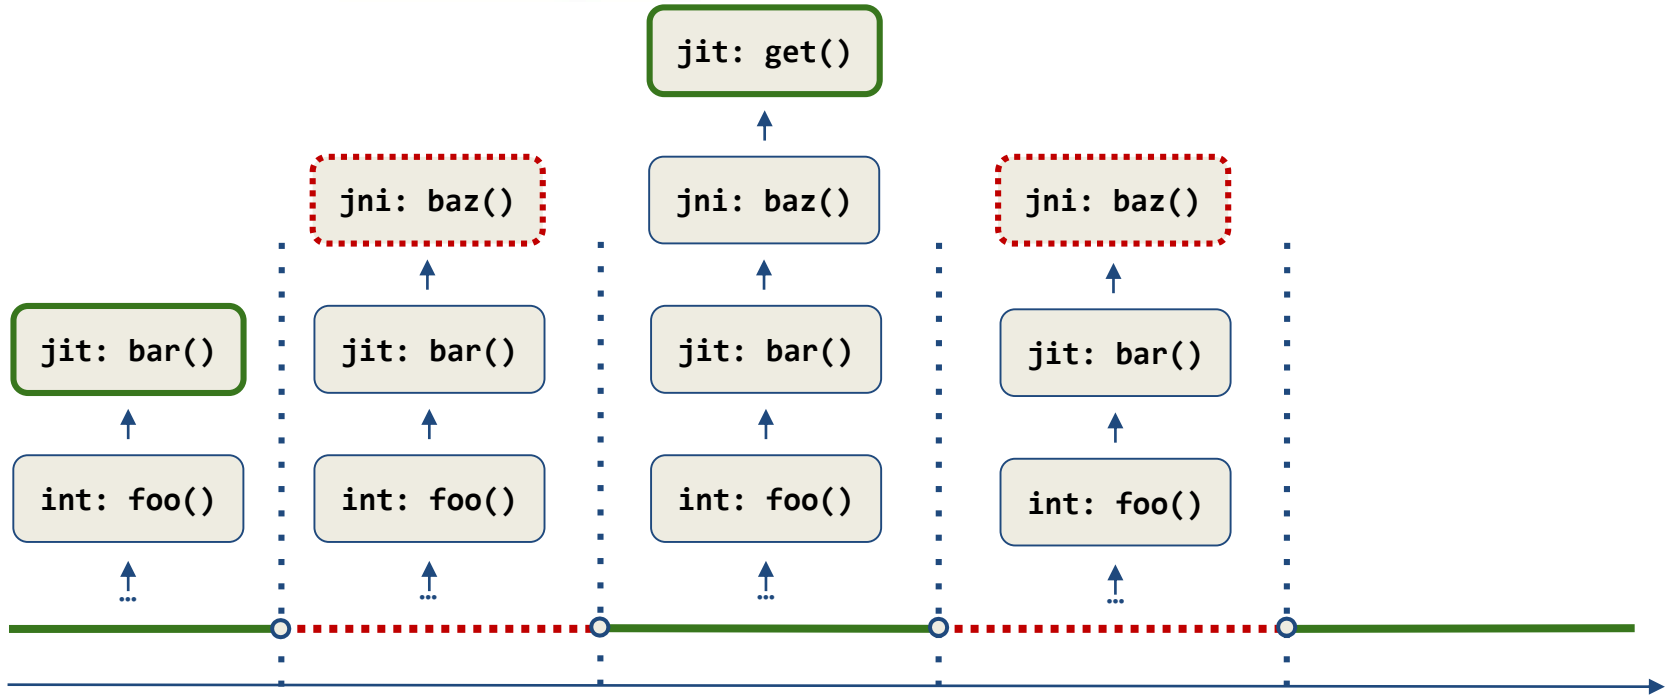 jit: get()
jni: baz()
jni: baz()
jni: baz()
jit: bar()
jit: bar()
jit: bar()
jit: bar()
int: foo()
int: foo()
int: foo()
int: foo()
...
...
...
...